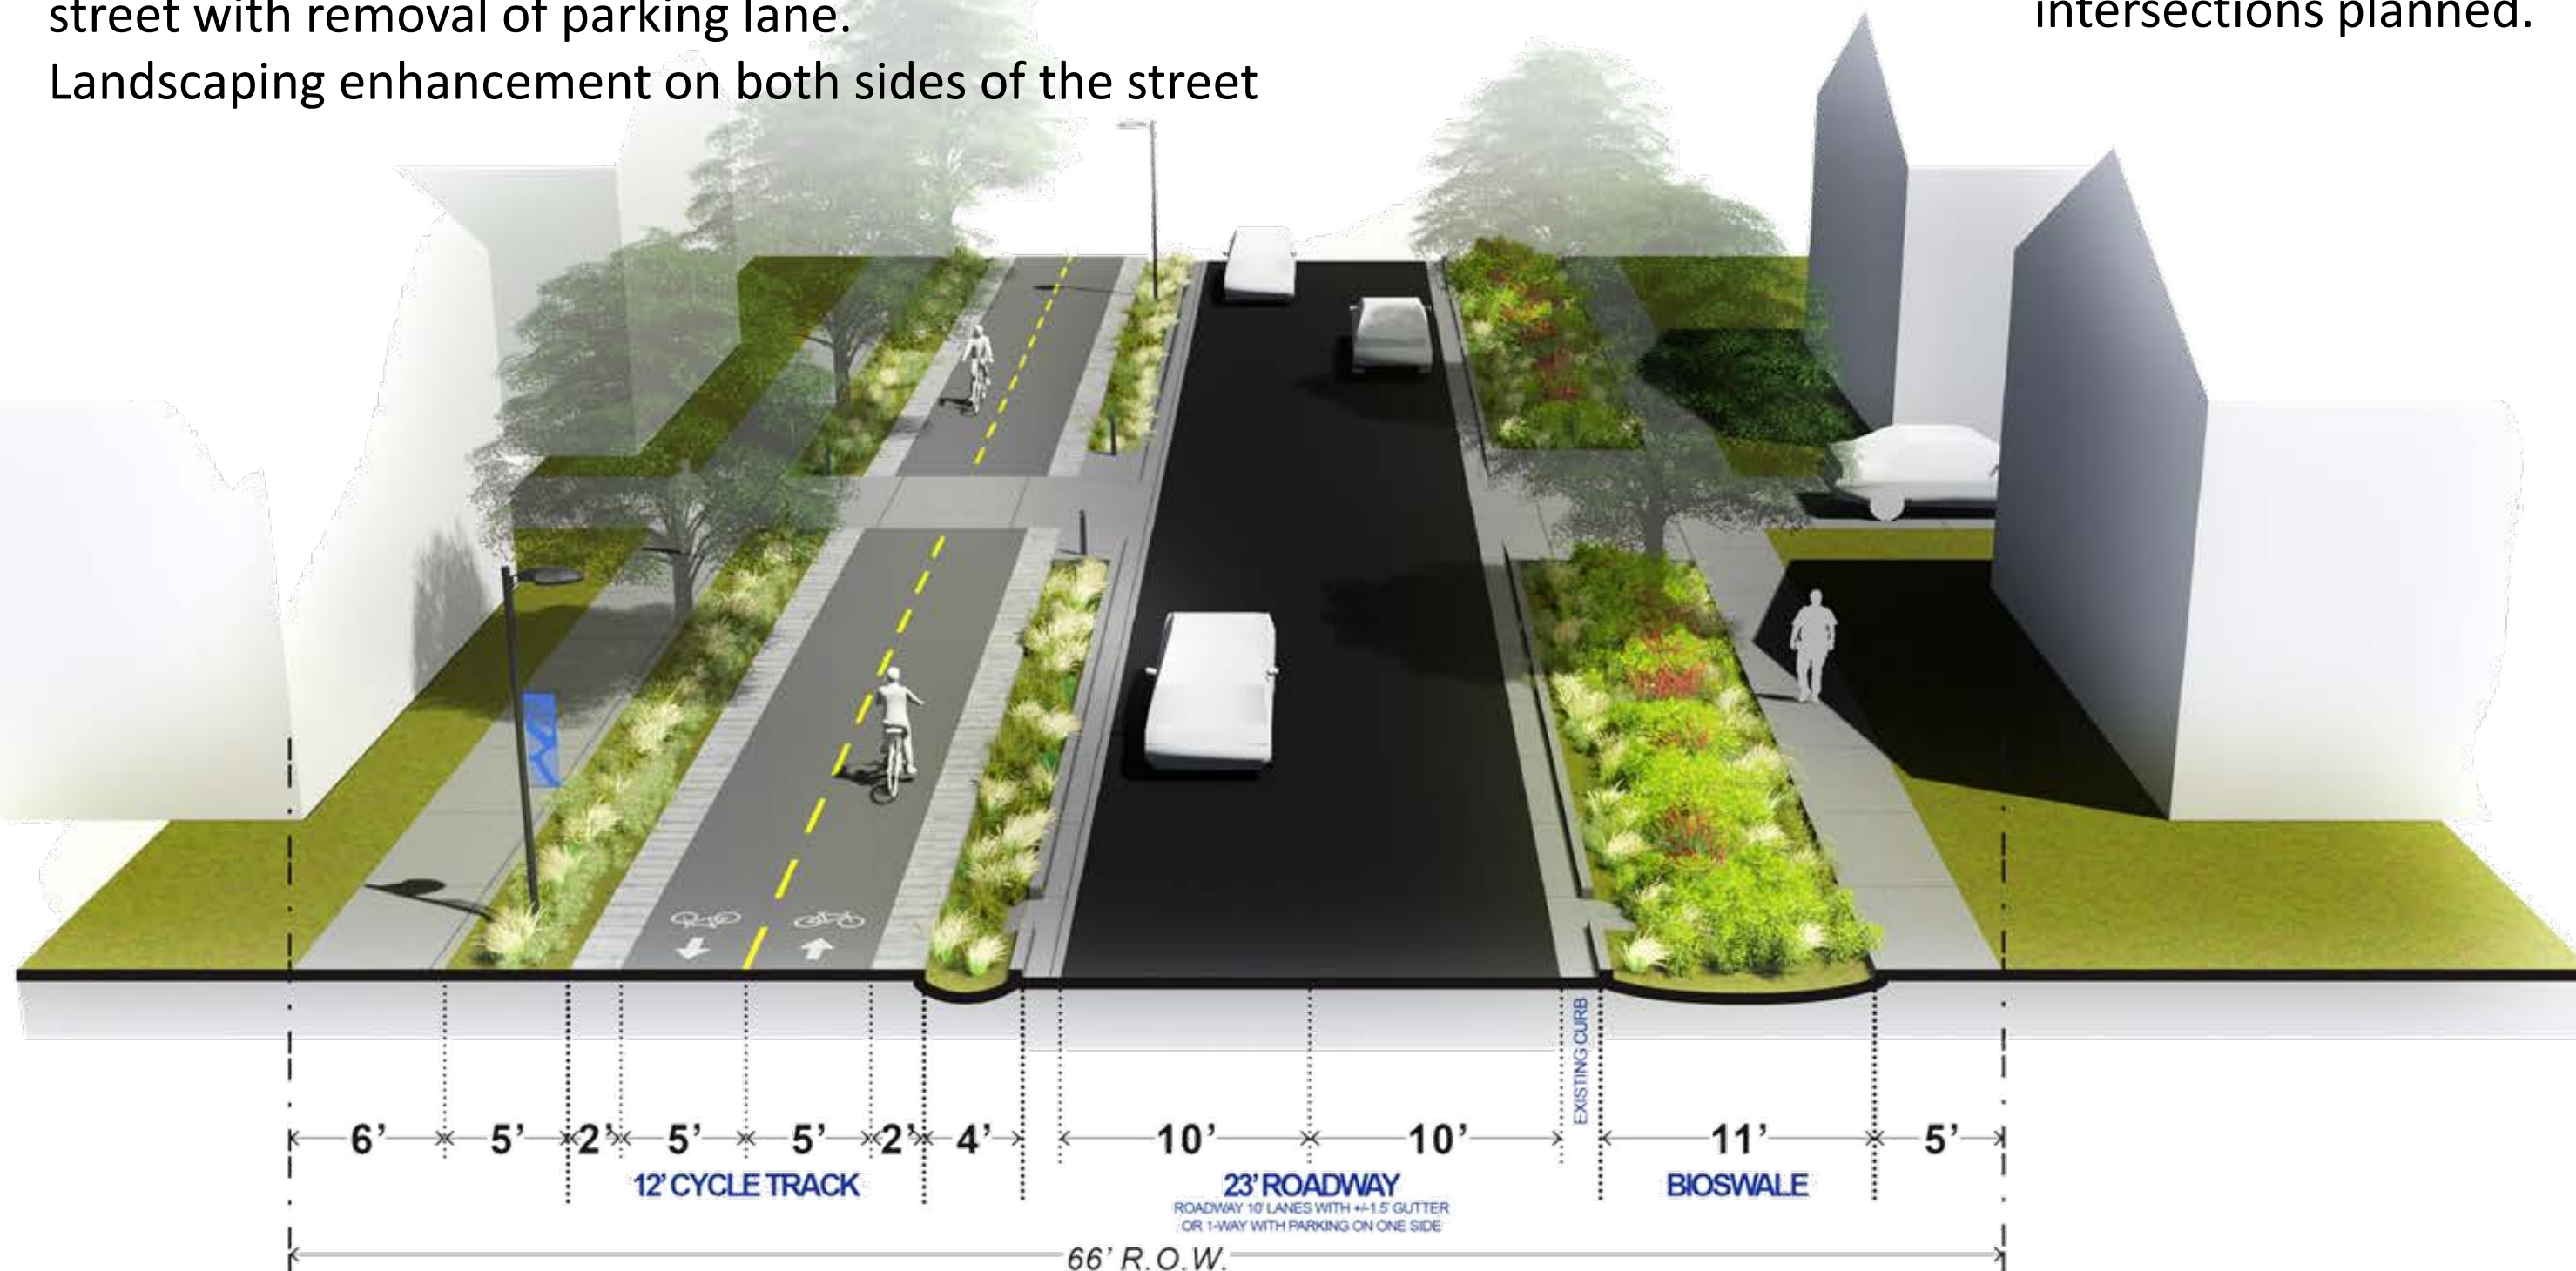 street with removal of parking lane.
intersections planned.
Landscaping enhancement on both sides of the street
EXISTING CURB
6' 5' 2' 5' 5' 2' 4' 10' 10' 11' 5'
12' CYCLE TRACK
23' ROADWAY
BIOSWALE
ROADWAY 10' LANES WITH +/-1.5' GUTTER
OR 1-WAY WITH PARKING ON ONE SIDE
66' R.O.W.